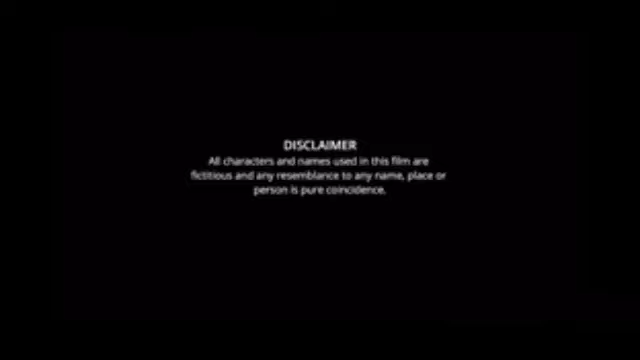 DISCLAIMER
All characters and names used in this film are
fictitious and any resemblance to any name, place or
person is pure coincidence.